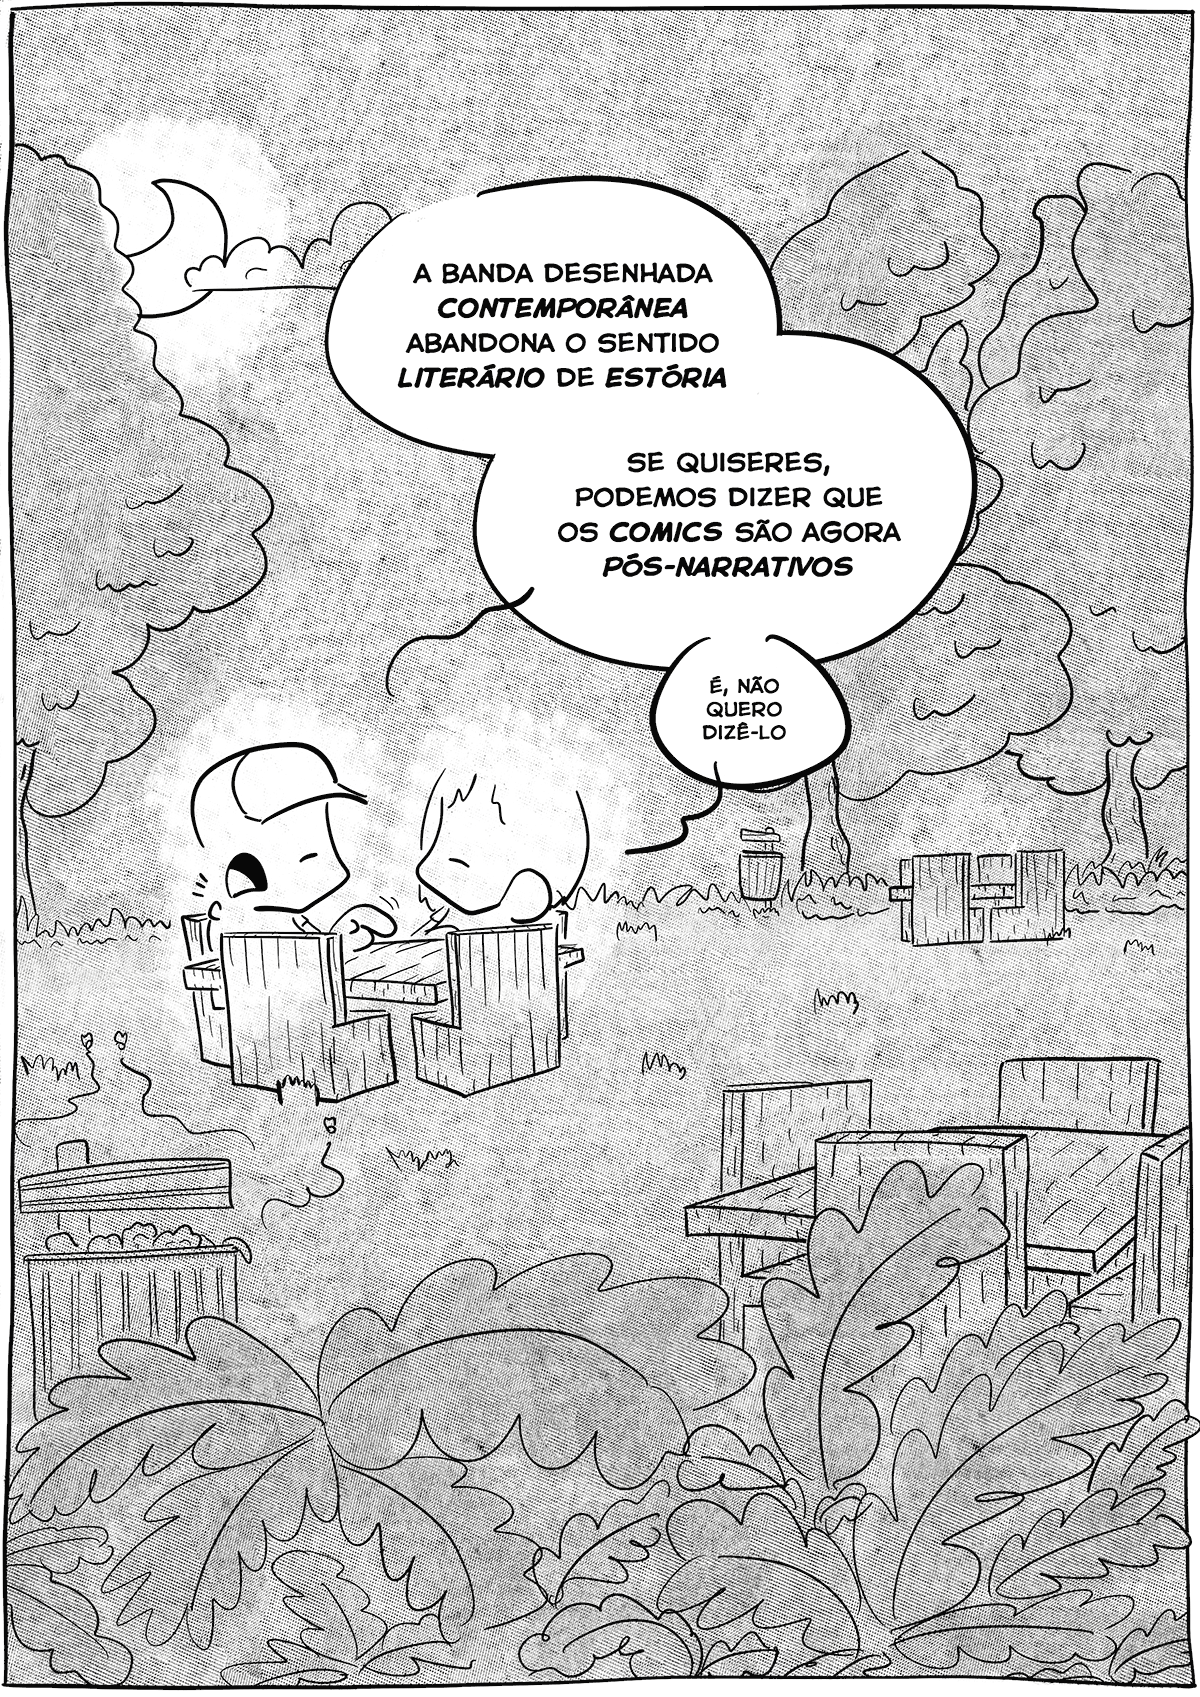 A BANDA DESENHADA
CONTEMPORÂNEA
ABANDONA O SENTIDO
LITERÁRIO DE ESTÓRIA
SE QUISERES,
PODEMOS DIZER QUE
OS COMICS SÃO AGORA
PÓS-NARRATIVOS
É, NÃO
QUERO
DIZÊ-LO